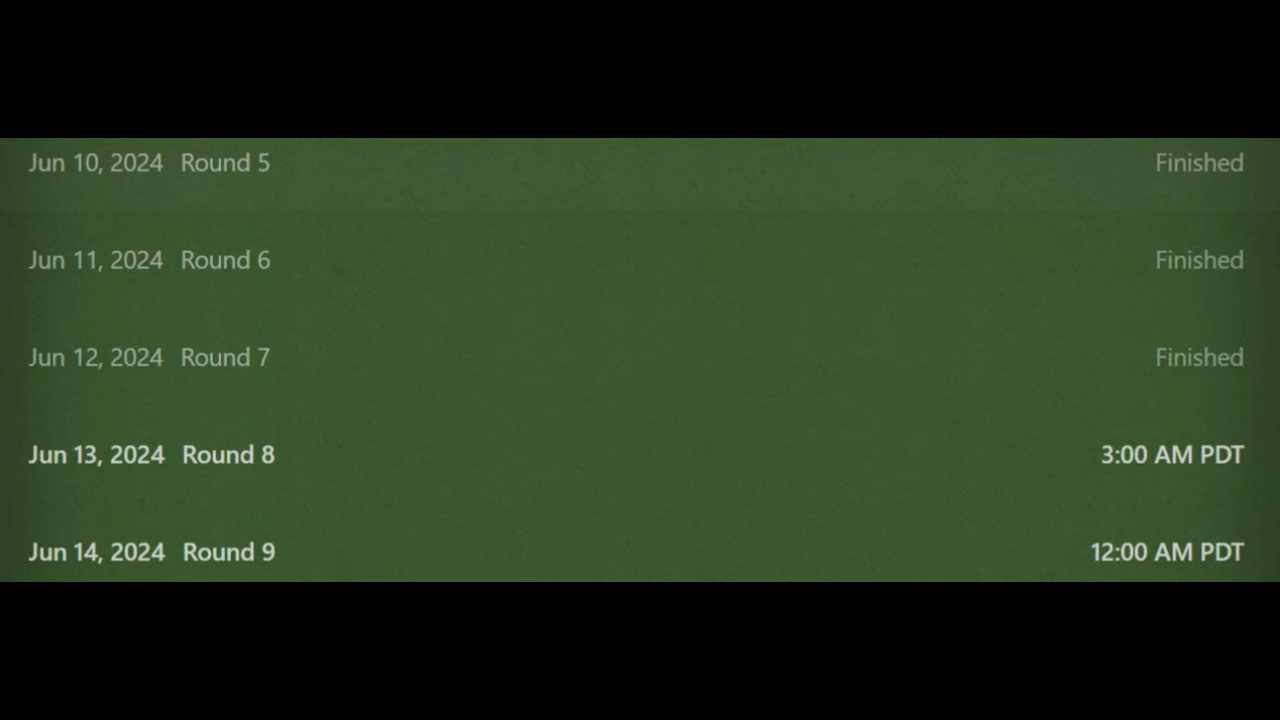 Jun 10, 2024 Round 5 Finished
Jun 11, 2024 Round 6 Finished
Jun 12, 2024 Round 7 Finished
Jun 13, 2024 Round 8 3:00 AM PDT
Jun 14, 2024 Round 9 12:00 AM PDT